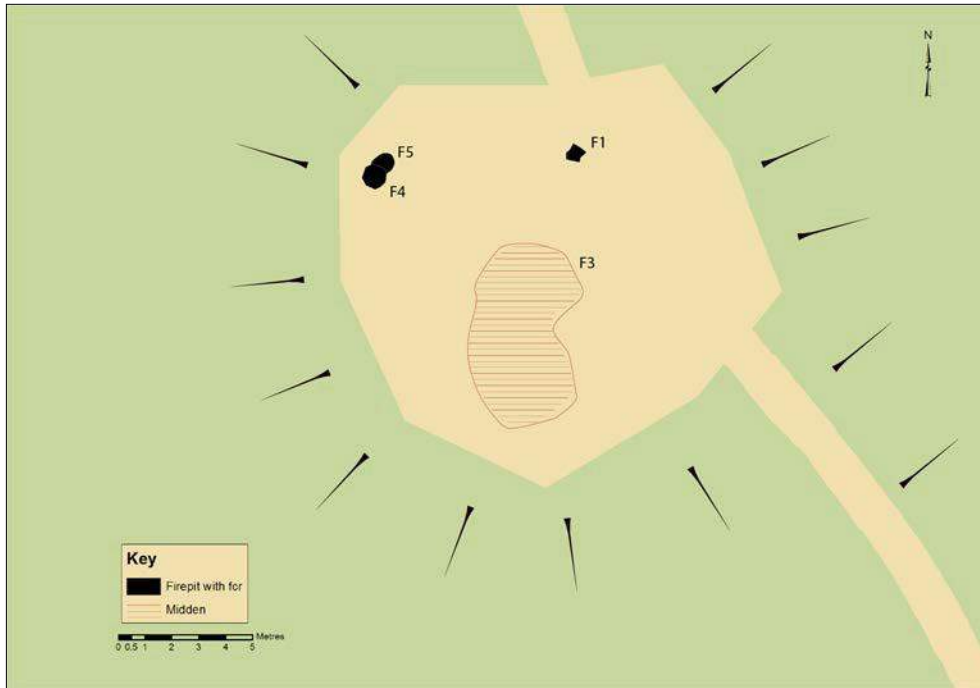 N
F1
F5
F4
F3
Key
Firepit with fcr
Midden
Metres
0 0.5 1 2 3 4 5